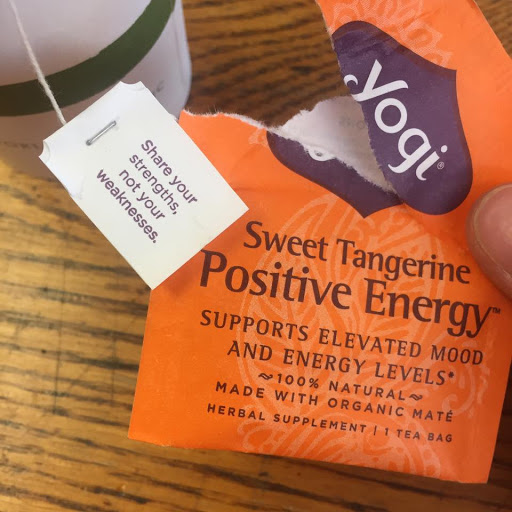 Share your
strengths,
not your
weaknesses.
yogi®
Sweet Tangerine
Positive Energy™
SUPPORTS ELEVATED MOOD
AND ENERGY LEVELS*
~100% NATURAL~
MADE WITH ORGANIC MATÉ
HERBAL SUPPLEMENT | 1 TEA BAG